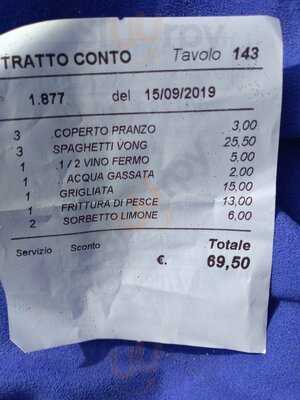 TRATTO CONTO Tavolo 143
1.877 del 15/09/2019
3 COPERTO PRANZO 3,00
3 SPAGHETTI VONG 25,50
1 1/2 VINO FERMO 5,00
1 ACQUA GASSATA 2,00
1 GRIGLIATA 15,00
1 FRITTURA DI PESCE 13,00
2 SORBETTO LIMONE 6,00
Servizio Sconto Totale
€. 69,50